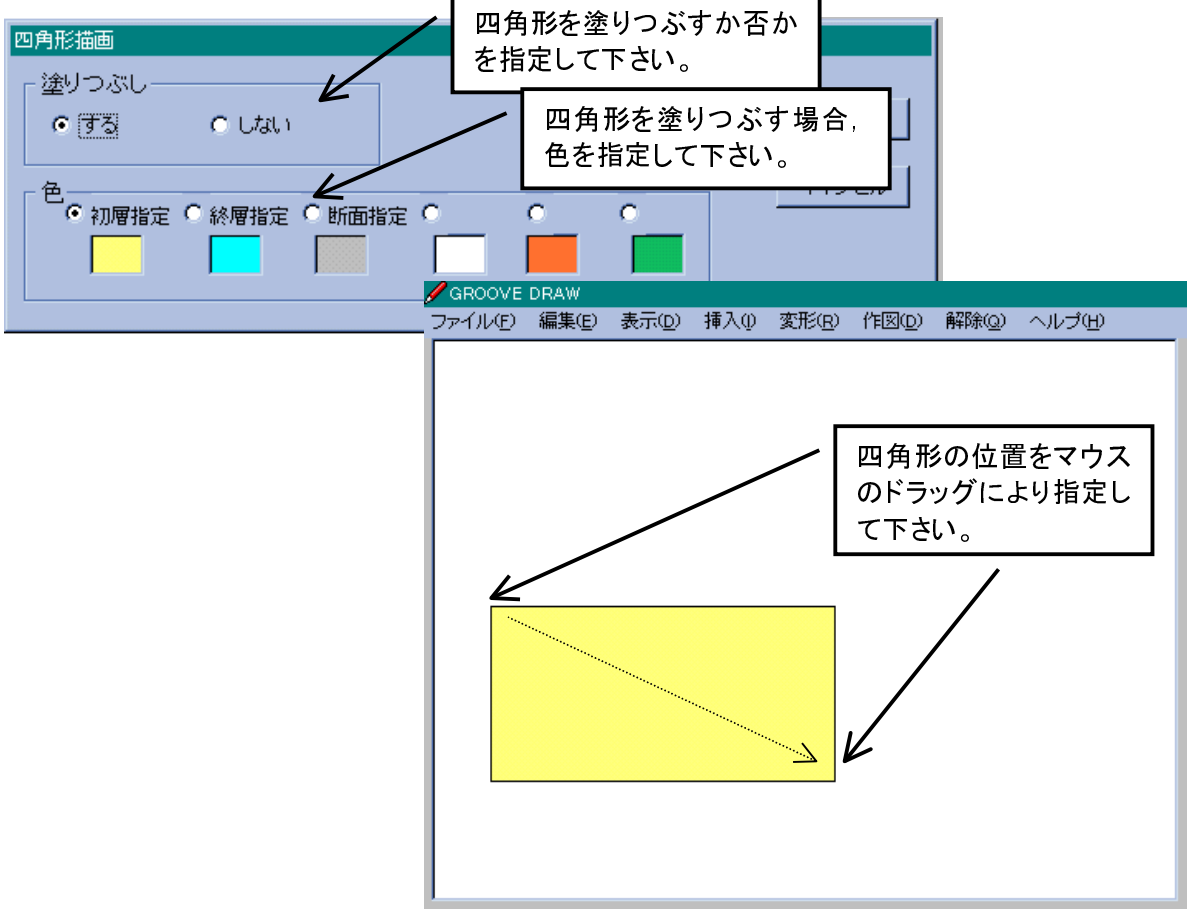 四角形を塗りつぶすか否か
を指定して下さい。
四角形描画
塗りつぶし
する
しない
四角形を塗りつぶす場合,
色を指定して下さい。
色
初層指定
終層指定
断面指定
GROOVE DRAW
ファイル(F) 編集(E) 表示(D) 挿入(I) 変形(R) 作図(D) 解除(Q) ヘルプ(H)
四角形の位置をマウス
のドラッグにより指定し
て下さい。